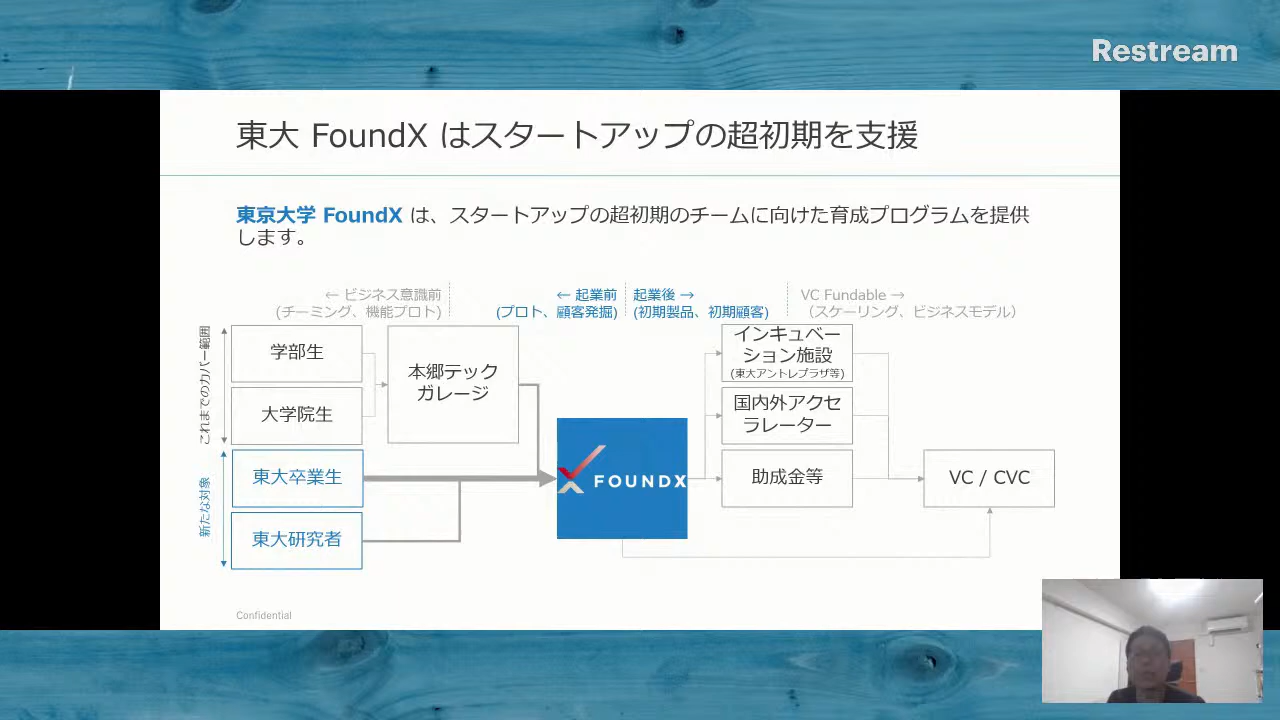 Restream
東大 FoundX はスタートアップの超初期を支援
東京大学 FoundX は、スタートアップの超初期のチームに向けた育成プログラムを提供
します。
← ビジネス意識前
(チーミング、機能プロト)
← 起業前
(プロト、顧客発掘)
起業後 →
(初期製品、初期顧客)
VC Fundable →
（スケーリング、ビジネスモデル）
これまでのカバー範囲
新たな対象
学部生
大学院生
東大卒業生
東大研究者
本郷テック
ガレージ
FOUNDX
インキュベー
ション施設
(東大アントレプラザ等)
国内外アクセ
ラレーター
助成金等
VC / CVC
Confidential